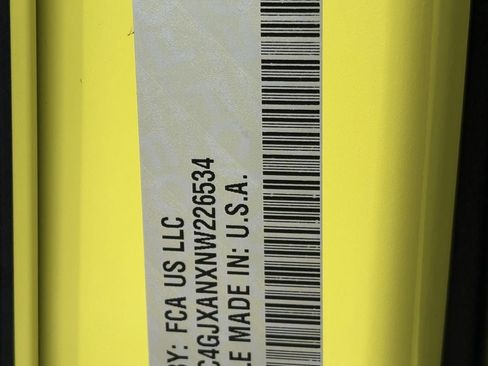 BY: FCA US LLC
C4GJXANXNW226534
LE MADE IN: U.S.A.